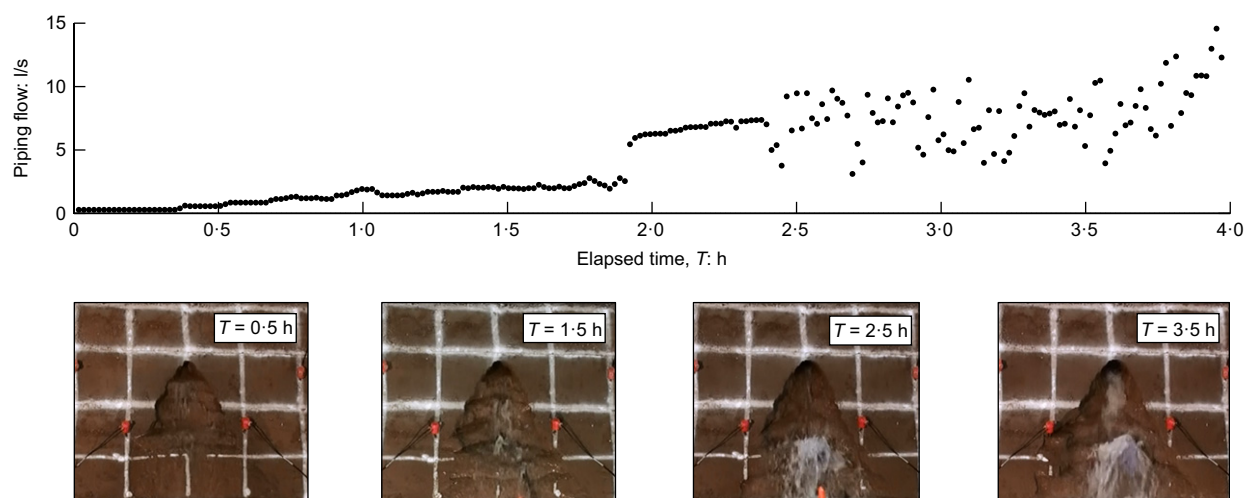 15
10
5
0
Piping flow: l/s
0 0·5 1·0 1·5 2·0 2·5 3·0 3·5 4·0
Elapsed time, T: h
T = 0·5 h T = 1·5 h T = 2·5 h T = 3·5 h